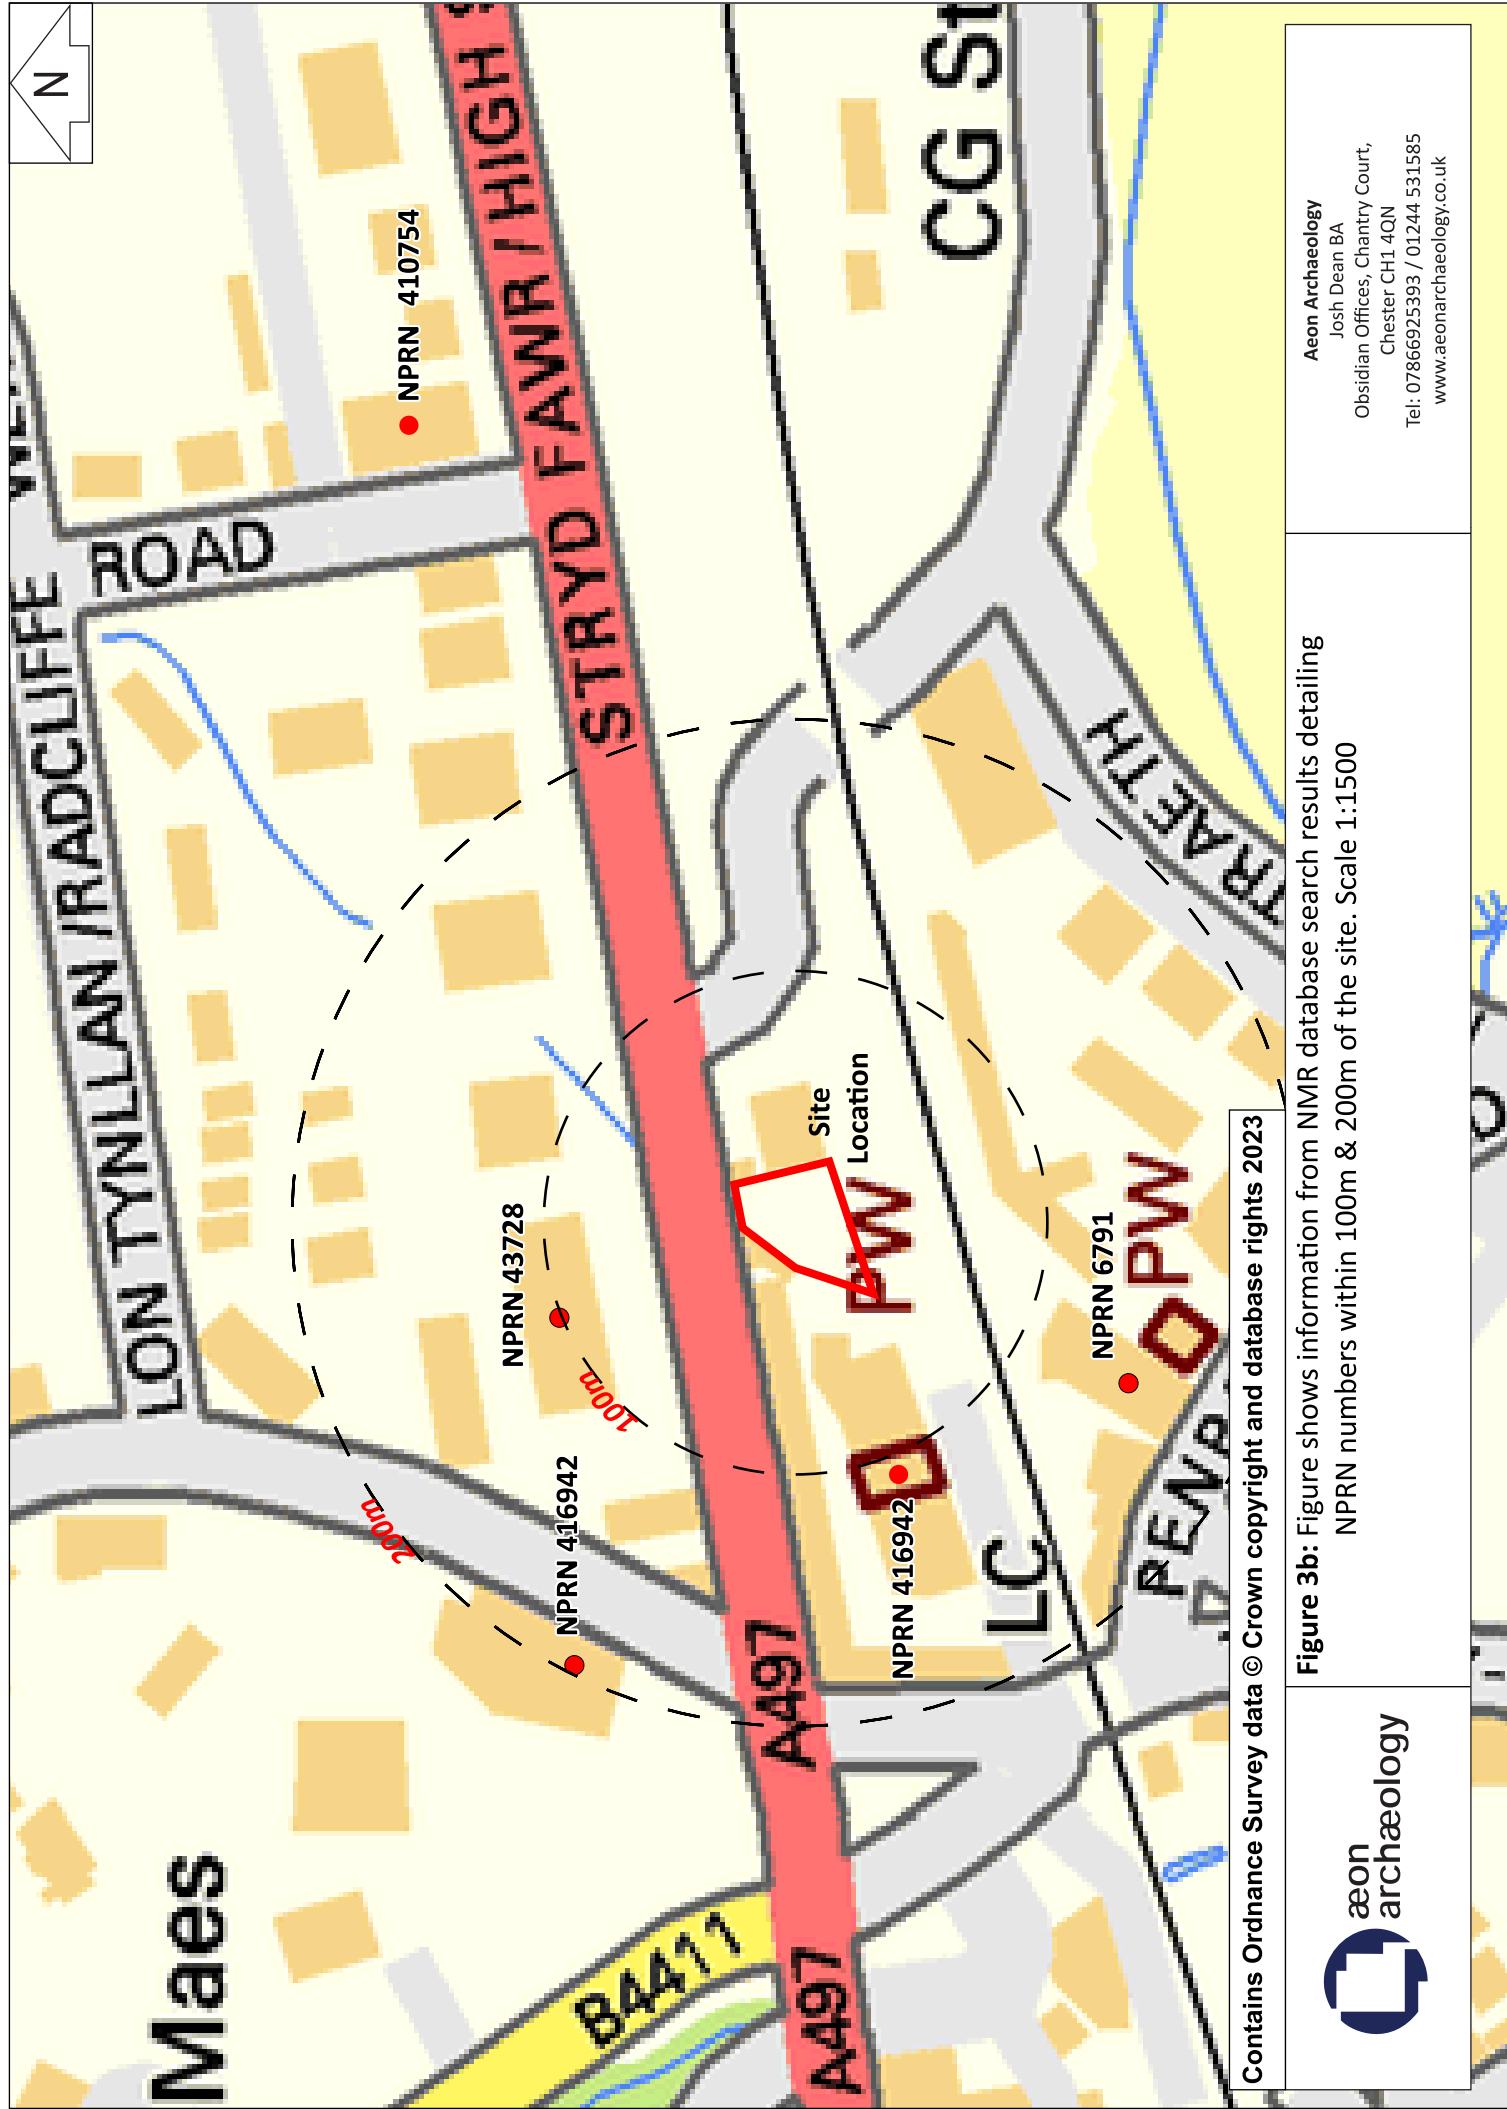 N
Maes
B4411
A497
A497
LON TYNLLAN / RADCLIFFE
ROAD
STRYD FAWR / HIGH
NPRN 410754
NPRN 43728
NPRN 416942
NPRN 416942
NPRN 6791
100m
200m
Site
Location
PW
PW
LC
CG
TRAETH
Contains Ordnance Survey data © Crown copyright and database rights 2023
æon
archæology
Figure 3b: Figure shows information from NMR database search results detailing
NPRN numbers within 100m & 200m of the site. Scale 1:1500
Aeon Archaeology
Josh Dean BA
Obsidian Offices, Chantry Court,
Chester CH1 4QN
Tel: 07866925393 / 01244 531585
www.aeonarchaeology.co.uk